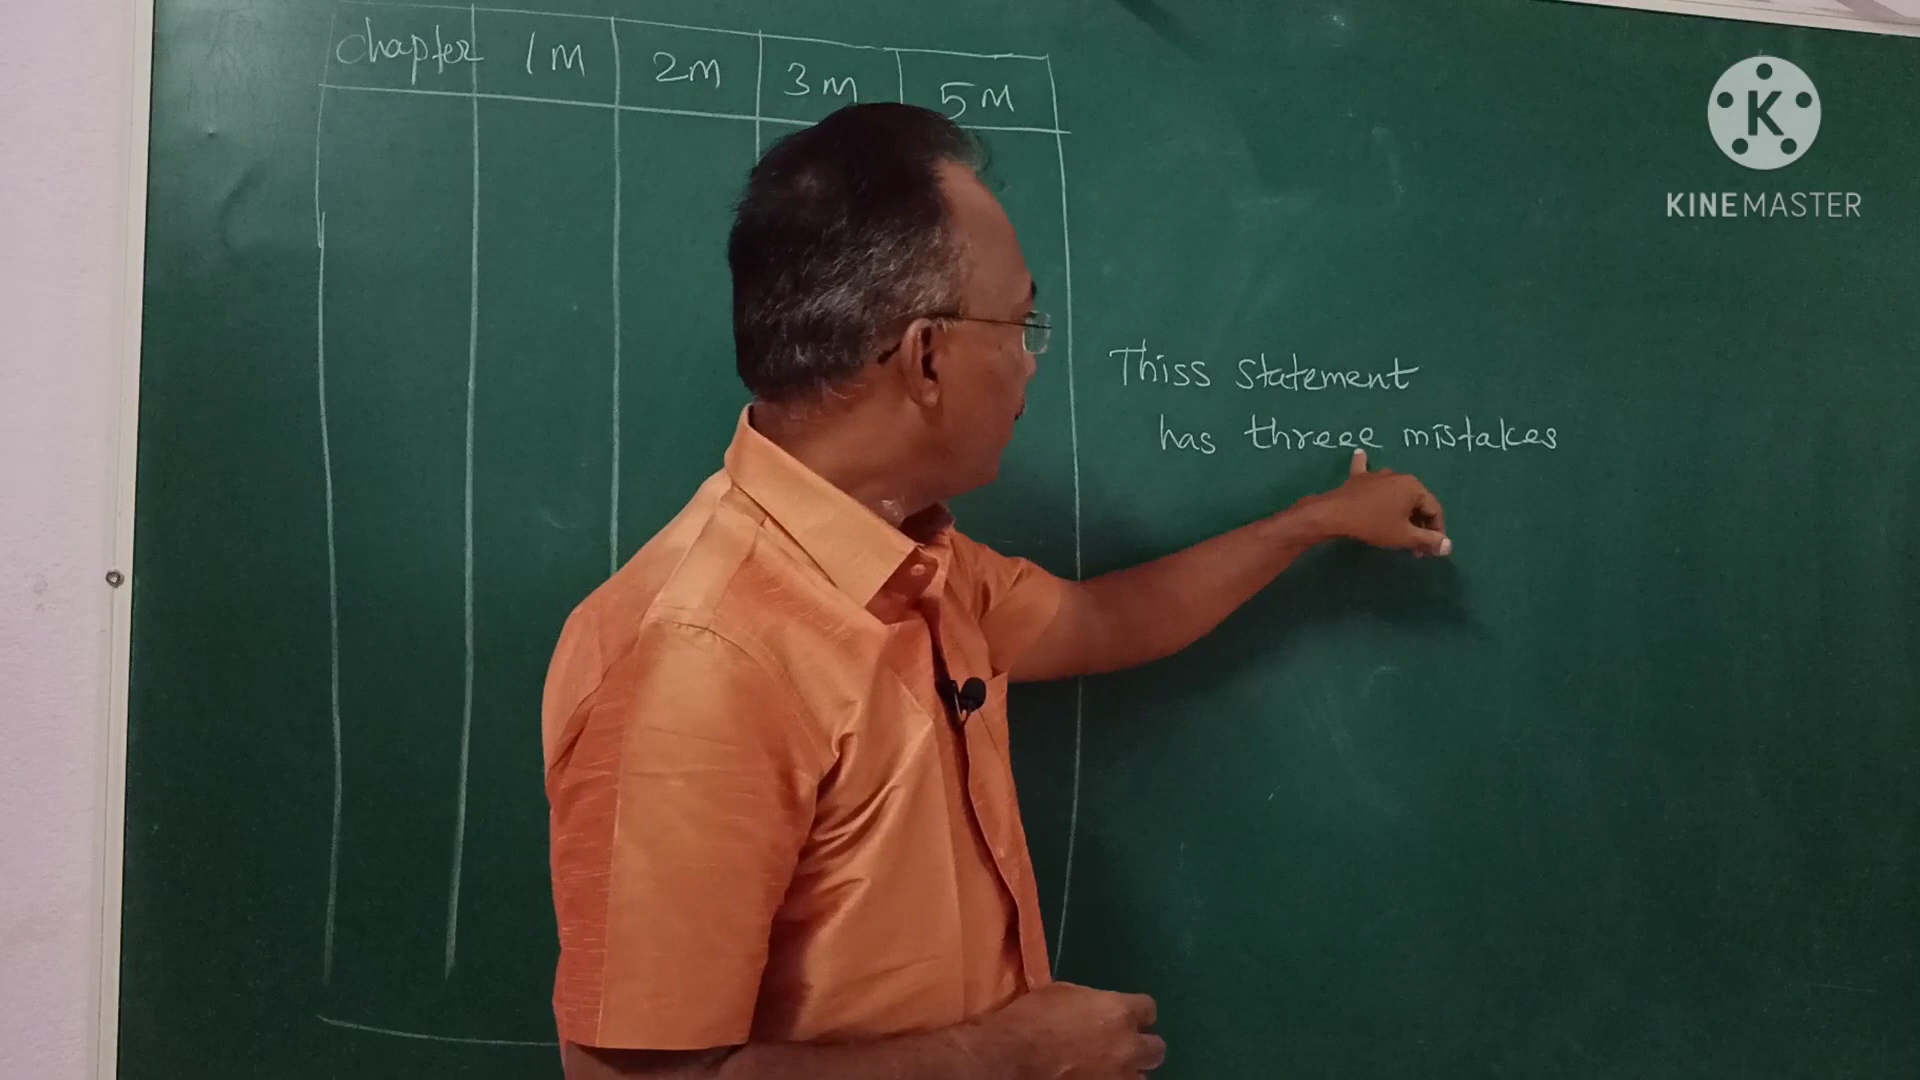 chapter 1M 2M 3M 5M
Thiss statement
has threee mistakes
K
KINEMASTER